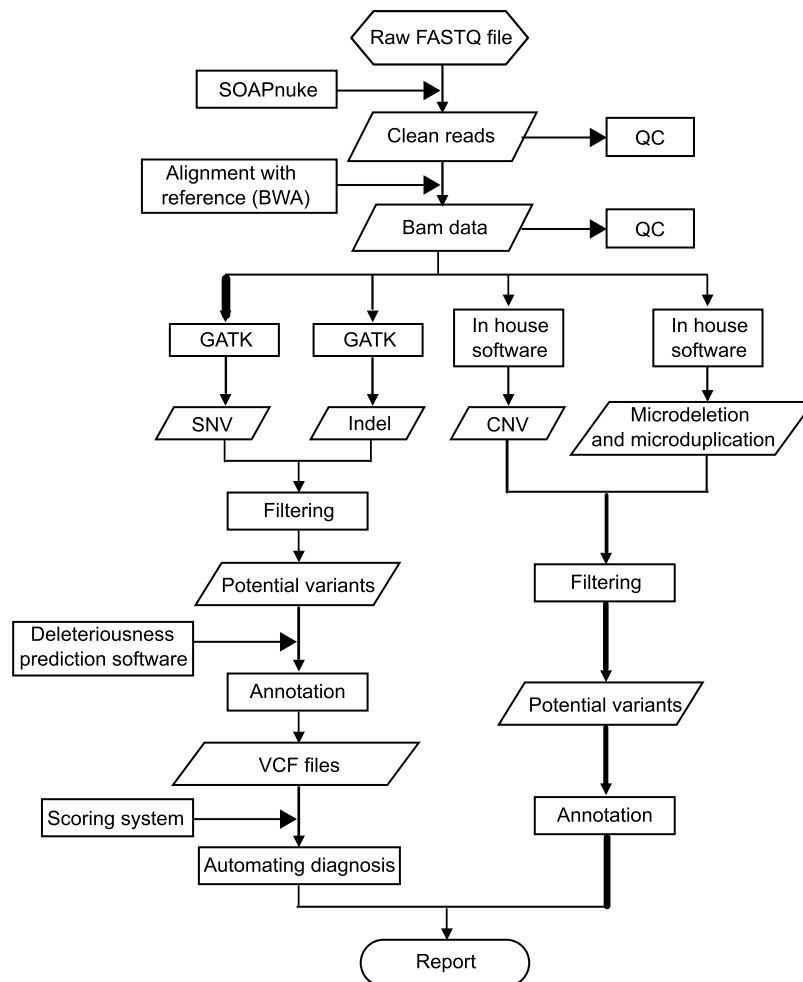 Raw FASTQ file
SOAPnuke
Clean reads
QC
Alignment with
reference (BWA)
Bam data
QC
GATK
GATK
In house
software
In house
software
SNV
Indel
CNV
Microdeletion
and microduplication
Filtering
Filtering
Potential variants
Deleteriousness
prediction software
Annotation
Potential variants
VCF files
Scoring system
Annotation
Automating diagnosis
Report